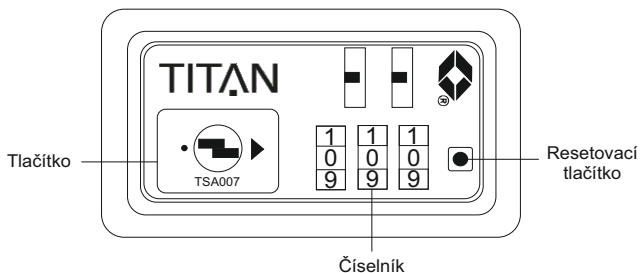 TITAN
®
Tlačítko
TSA007
1 1 1
0 0 0
9 9 9
Resetovací
tlačítko
Číselník